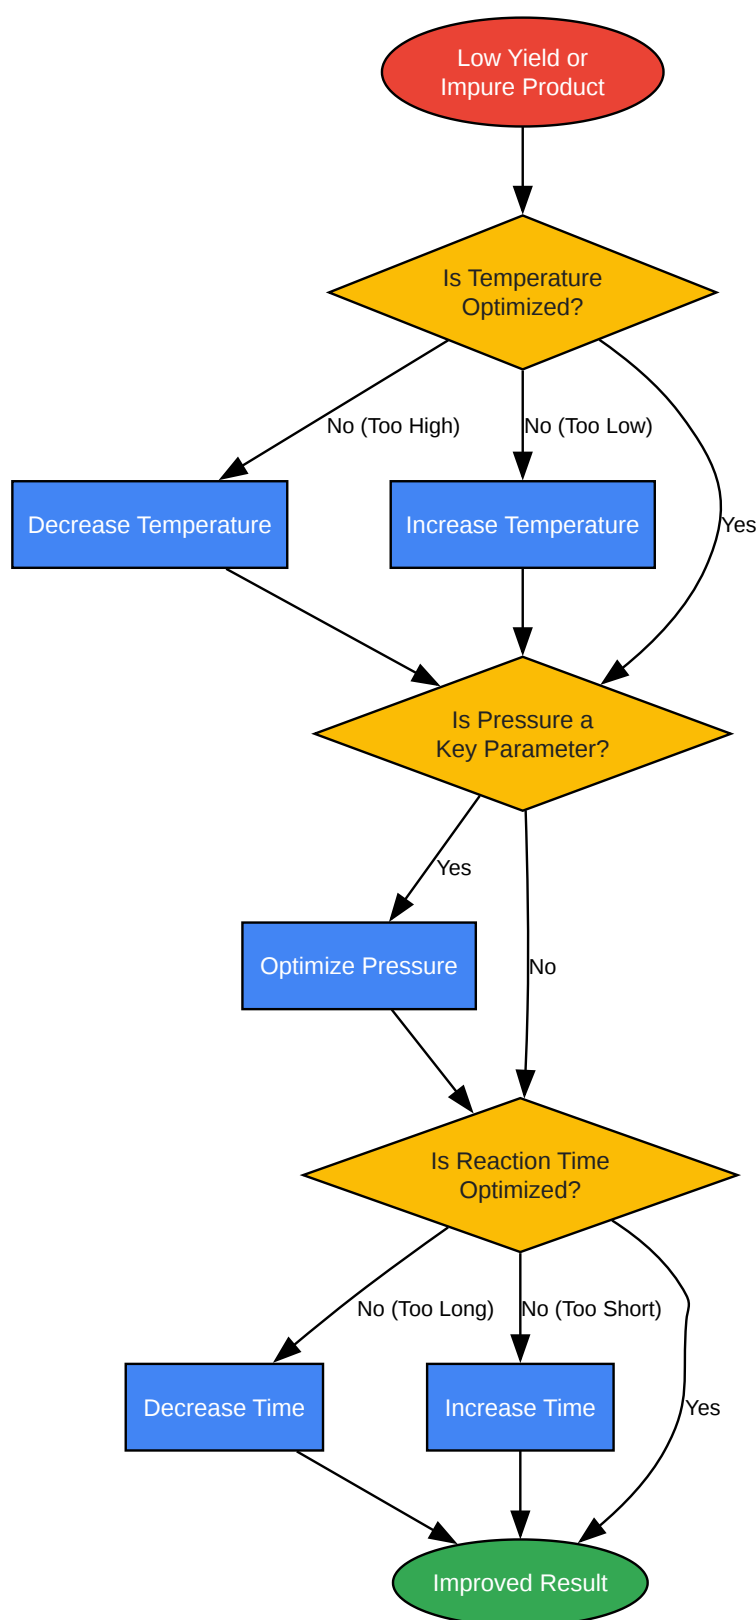 Low Yield or
Impure Product
Is Temperature
Optimized?
No (Too High)
No (Too Low)
Decrease Temperature
Increase Temperature
Yes
Is Pressure a
Key Parameter?
Yes
Optimize Pressure
No
Is Reaction Time
Optimized?
No (Too Long)
No (Too Short)
Decrease Time
Increase Time
Yes
Improved Result